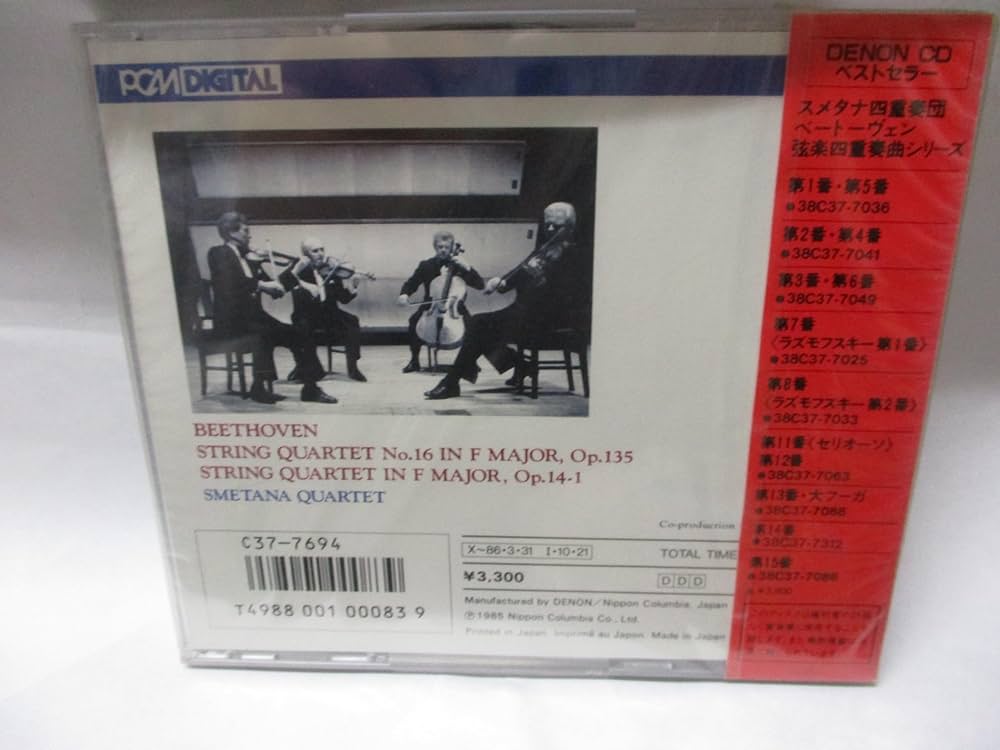 PCM DIGITAL
BEETHOVEN
STRING QUARTET No.16 IN F MAJOR, Op.135
STRING QUARTET IN F MAJOR, Op.14-1
SMETANA QUARTET
Co-production
C37-7694
T4988 001 00083 9
X~86・3・31 I・10・21
TOTAL TIME
¥3,300
D D D
Manufactured by DENON/Nippon Columbia, Japan
℗1985 Nippon Columbia Co., Ltd.
Printed in Japan. Imprimé au Japon. Made in Japan
DENON CD
ベストセラー
スメタナ四重奏団
ベートーヴェン
弦楽四重奏曲シリーズ
第1番・第5番
●38C37-7036
第2番・第4番
●38C37-7041
第3番・第6番
●38C37-7049
第7番
〈ラズモフスキー第1番〉
●38C37-7025
第8番
〈ラズモフスキー第2番〉
●38C37-7033
第11番〈セリオーソ〉
第12番
●38C37-7063
第13番・大フーガ
●38C37-7068
第14番
●38C37-7312
第15番
●38C37-7086